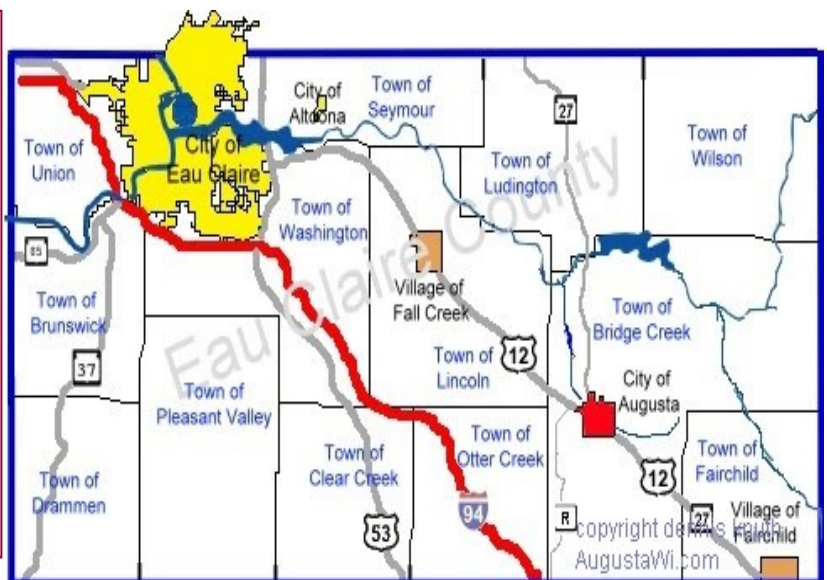 Town of
Union
City of
Eau Claire
City of
Altoona
Town of
Seymour
27
Town of
Ludington
Town of
Wilson
Town of
Washington
85
Village of
Fall Creek
Town of
Brunswick
Town of
Bridge Creek
Eau Claire County
37
12
Town of
Lincoln
City of
Augusta
Town of
Pleasant Valley
Town of
Clear Creek
Town of
Otter Creek
Town of
Fairchild
12
Town of
Drammen
53
94
R
27
Village of
Fairchild
copyright dennis knuth
AugustaWi.com